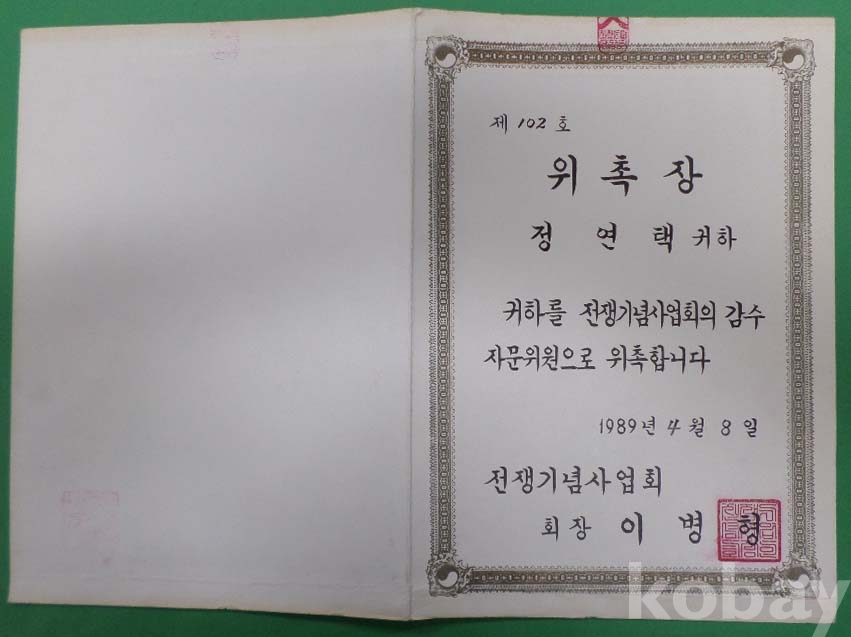 제 102 호
위 촉 장
정 연 택 귀하
귀하를 전쟁기념사업회의 감수
자문위원으로 위촉합니다
1989년 4월 8일
전쟁기념사업회
회장 이 병 형
kobay